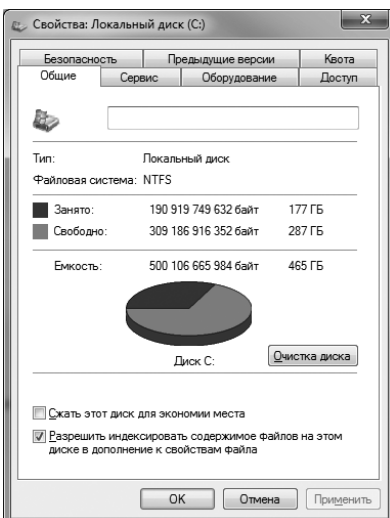 Свойства: Локальный диск (C:)
Безопасность Предыдущие версии Квота
Общие Сервис Оборудование Доступ
Тип: Локальный диск
Файловая система: NTFS
Занято: 190 919 749 632 байт 177 ГБ
Свободно: 309 186 916 352 байт 287 ГБ
Емкость: 500 106 665 984 байт 465 ГБ
Диск C: Очистка диска
Сжать этот диск для экономии места
Разрешить индексировать содержимое файлов на этом
диске в дополнение к свойствам файла
OK Отмена Применить